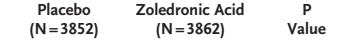 Placebo Zoledronic Acid P
(N=3852) (N=3862) Value